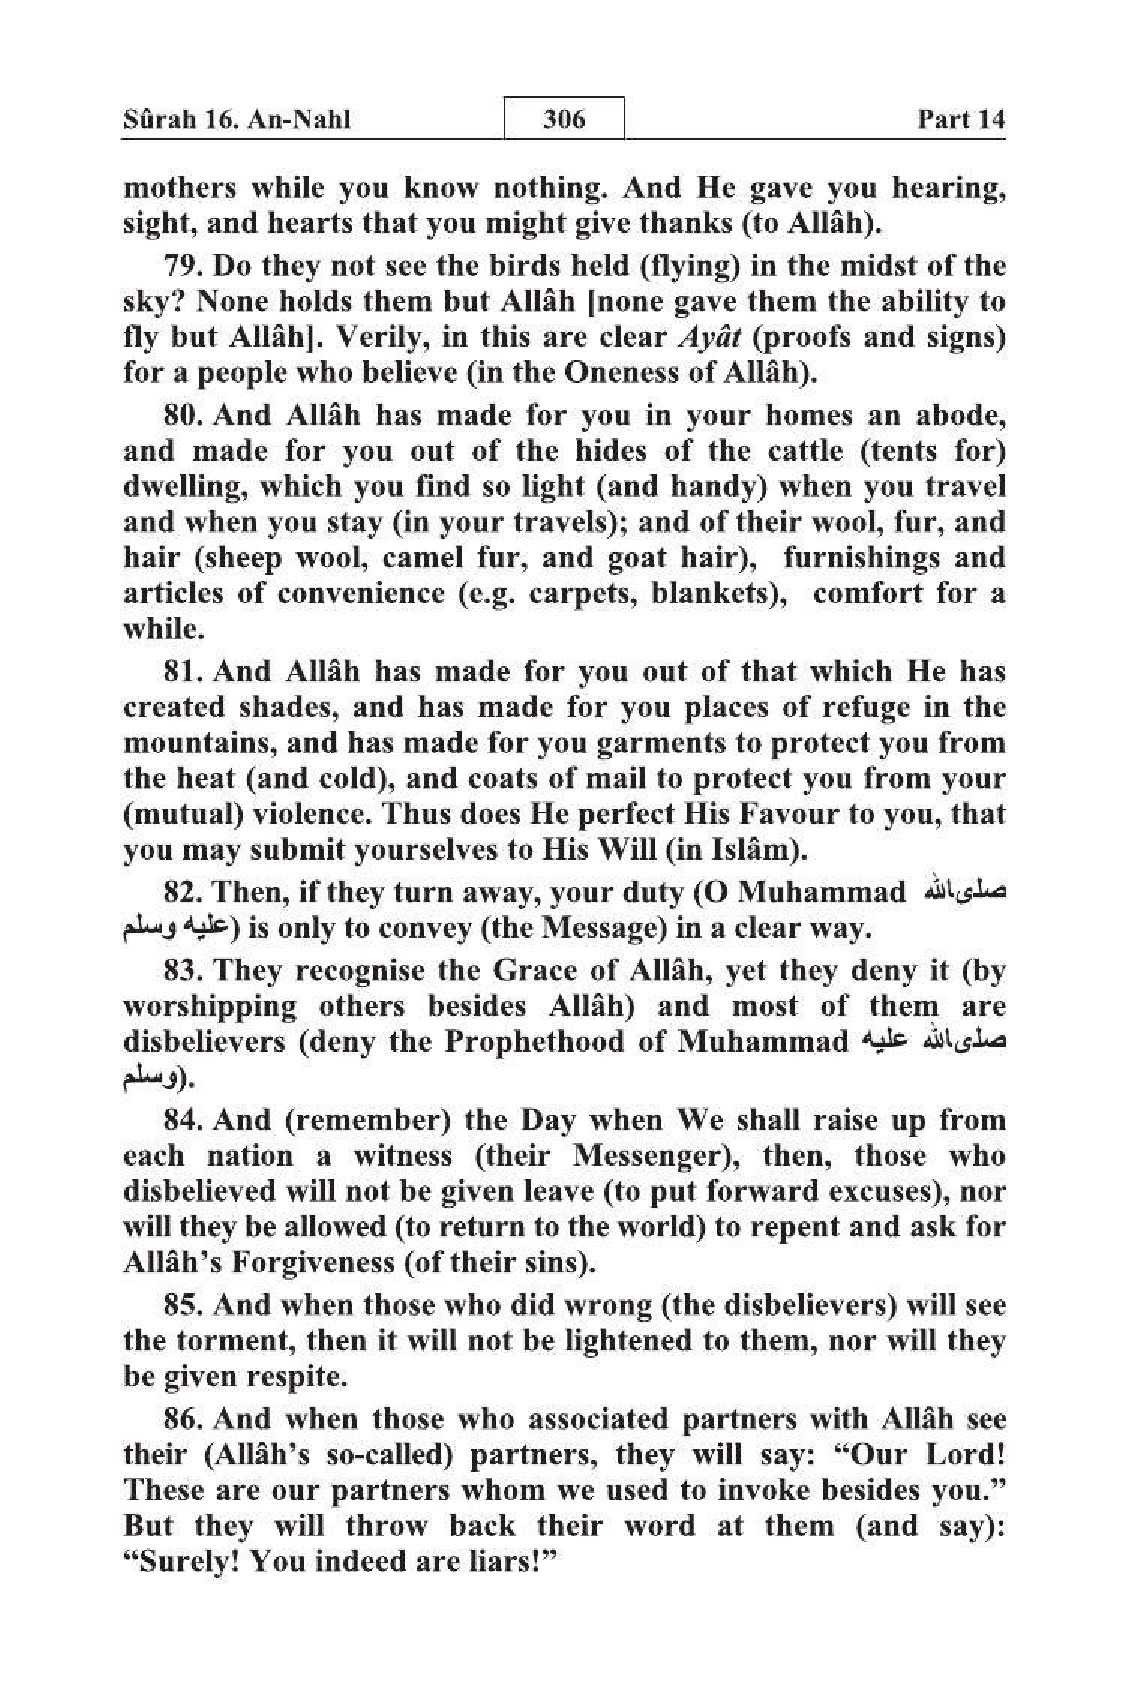 Sûrah 16. An-Nahl 306 Part 14
mothers while you know nothing. And He gave you hearing,
sight, and hearts that you might give thanks (to Allâh).
79. Do they not see the birds held (flying) in the midst of the
sky? None holds them but Allâh [none gave them the ability to
fly but Allâh]. Verily, in this are clear Ayât (proofs and signs)
for a people who believe (in the Oneness of Allâh).
80. And Allâh has made for you in your homes an abode,
and made for you out of the hides of the cattle (tents for)
dwelling, which you find so light (and handy) when you travel
and when you stay (in your travels); and of their wool, fur, and
hair (sheep wool, camel fur, and goat hair), furnishings and
articles of convenience (e.g. carpets, blankets), comfort for a
while.
81. And Allâh has made for you out of that which He has
created shades, and has made for you places of refuge in the
mountains, and has made for you garments to protect you from
the heat (and cold), and coats of mail to protect you from your
(mutual) violence. Thus does He perfect His Favour to you, that
you may submit yourselves to His Will (in Islâm).
82. Then, if they turn away, your duty (O Muhammad صلى الله
عليه وسلم) is only to convey (the Message) in a clear way.
83. They recognise the Grace of Allâh, yet they deny it (by
worshipping others besides Allâh) and most of them are
disbelievers (deny the Prophethood of Muhammad صلى الله عليه
وسلم).
84. And (remember) the Day when We shall raise up from
each nation a witness (their Messenger), then, those who
disbelieved will not be given leave (to put forward excuses), nor
will they be allowed (to return to the world) to repent and ask for
Allâh's Forgiveness (of their sins).
85. And when those who did wrong (the disbelievers) will see
the torment, then it will not be lightened to them, nor will they
be given respite.
86. And when those who associated partners with Allâh see
their (Allâh's so-called) partners, they will say: “Our Lord!
These are our partners whom we used to invoke besides you.”
But they will throw back their word at them (and say):
“Surely! You indeed are liars!”